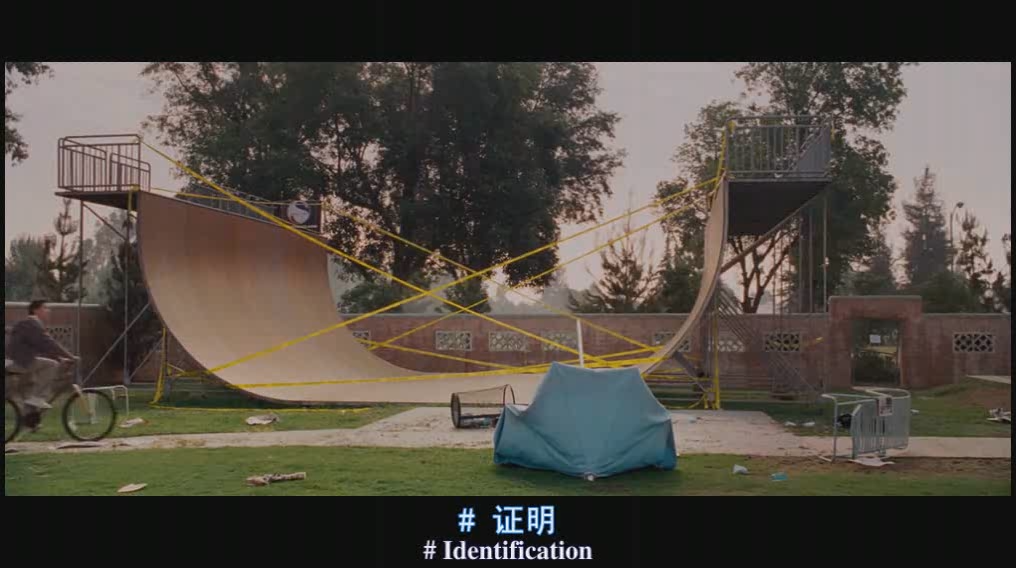 # 证明
# Identification